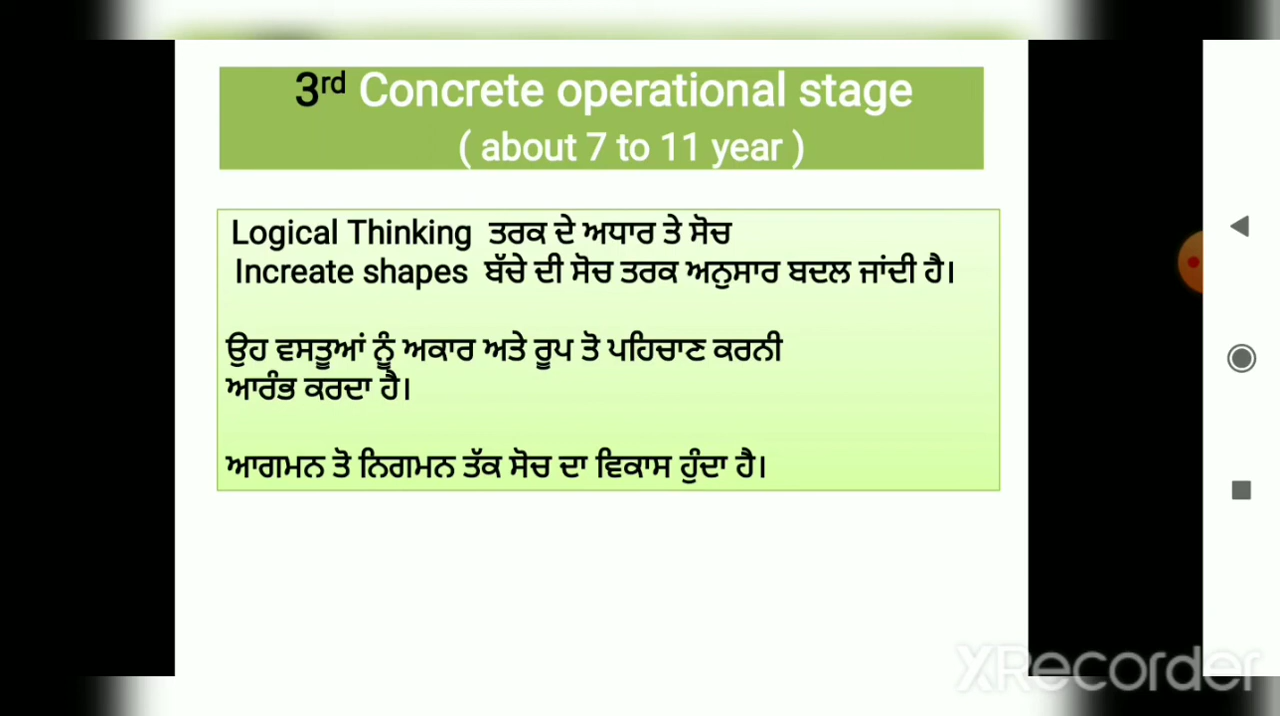 3rd Concrete operational stage
( about 7 to 11 year )
Logical Thinking ਤਰਕ ਦੇ ਅਧਾਰ ਤੇ ਸੋਚ
Increate shapes ਬੱਚੇ ਦੀ ਸੋਚ ਤਰਕ ਅਨੁਸਾਰ ਬਦਲ ਜਾਂਦੀ ਹੈ।
ਉਹ ਵਸਤੂਆਂ ਨੂੰ ਅਕਾਰ ਅਤੇ ਰੂਪ ਤੋ ਪਹਿਚਾਣ ਕਰਨੀ
ਆਰੰਭ ਕਰਦਾ ਹੈ।
ਆਗਮਨ ਤੋ ਨਿਗਮਨ ਤੱਕ ਸੋਚ ਦਾ ਵਿਕਾਸ ਹੁੰਦਾ ਹੈ।
XRecorder